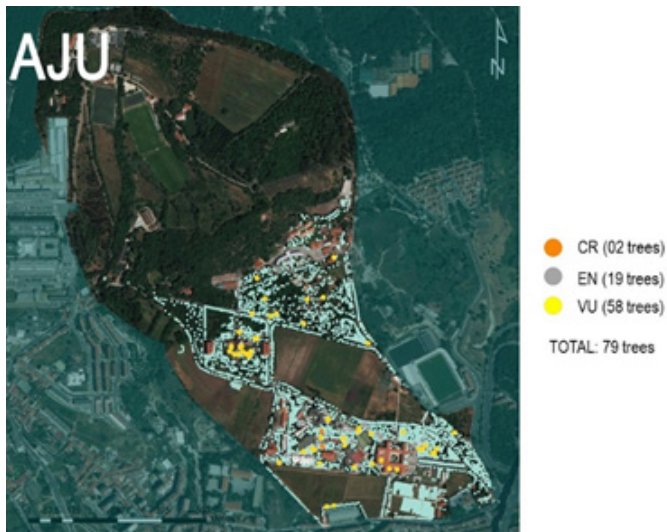 AJU
N
CR (02 trees)
EN (19 trees)
VU (58 trees)
TOTAL: 79 trees